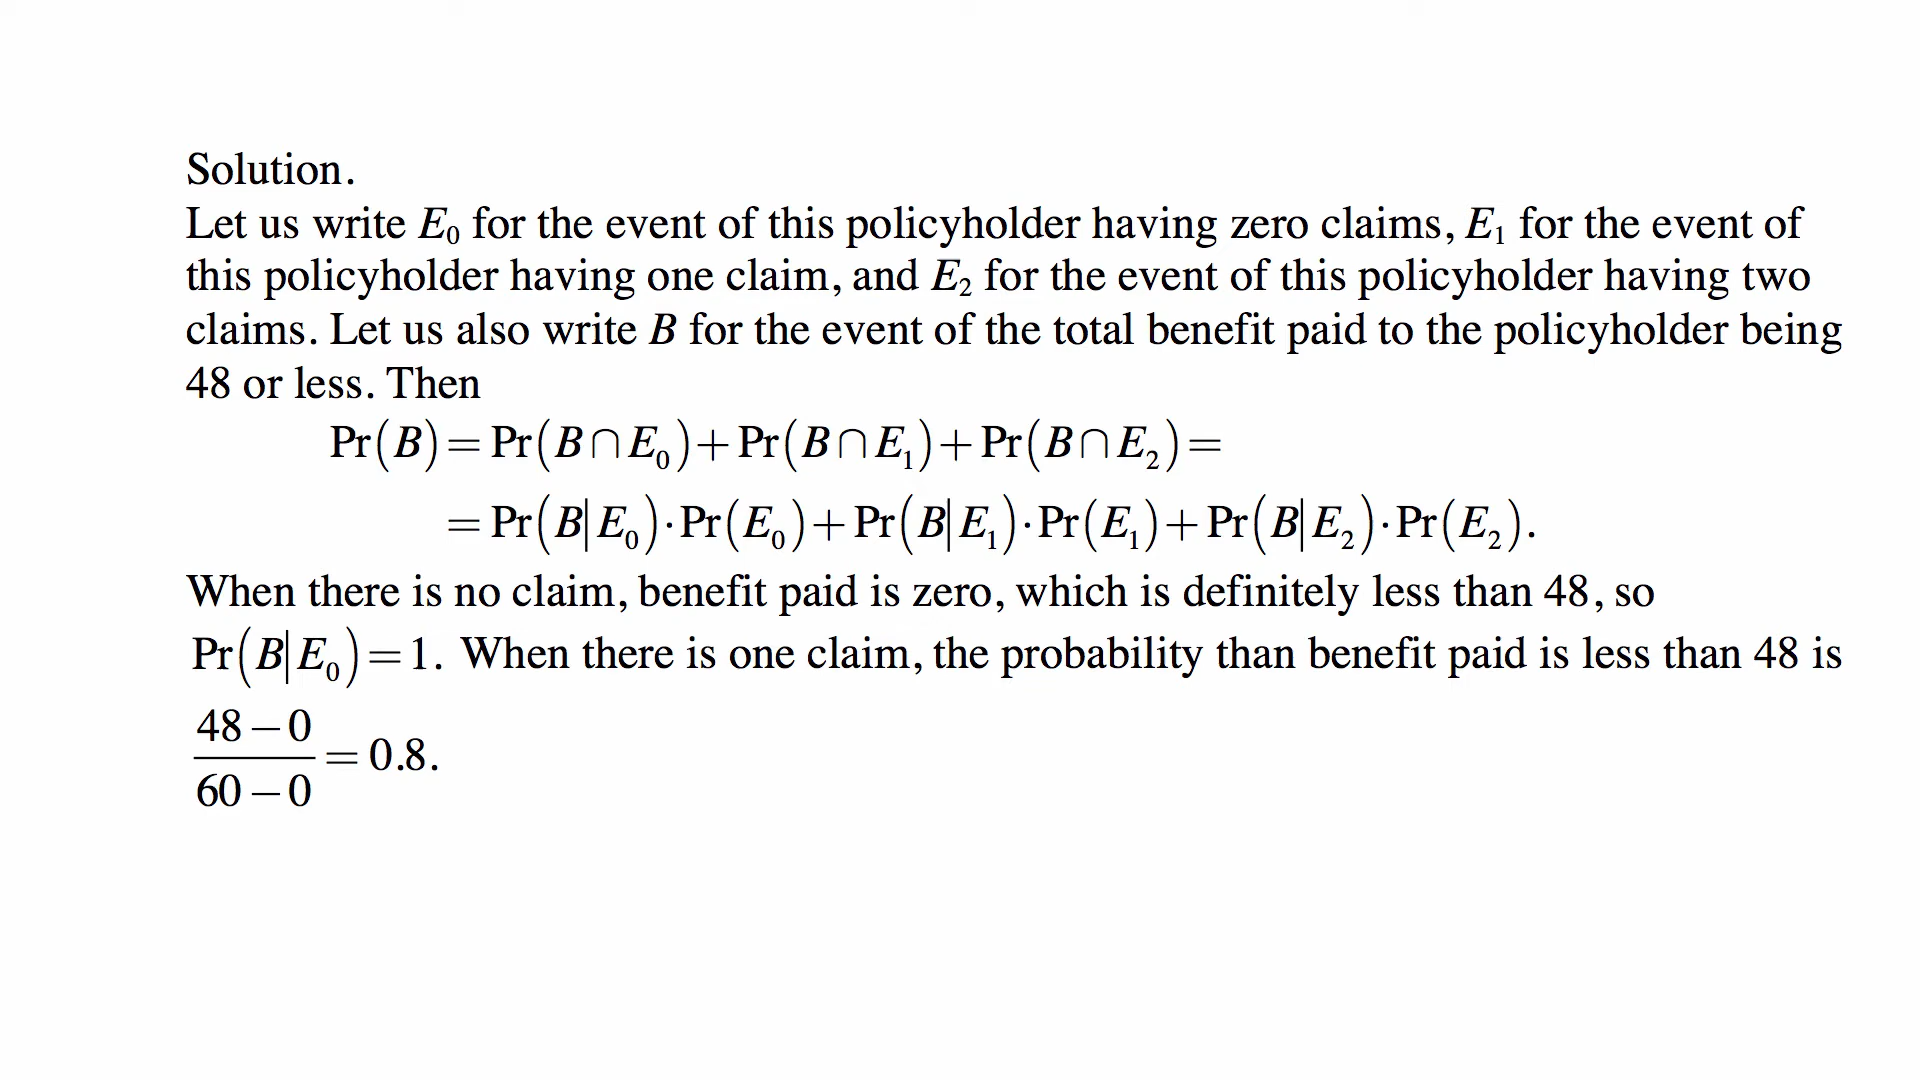 Solution.
Let us write E₀ for the event of this policyholder having zero claims, E₁ for the event of
this policyholder having one claim, and E₂ for the event of this policyholder having two
claims. Let us also write B for the event of the total benefit paid to the policyholder being
48 or less. Then
Pr(B) = Pr(B∩E₀) + Pr(B∩E₁) + Pr(B∩E₂) =
= Pr(B|E₀)·Pr(E₀) + Pr(B|E₁)·Pr(E₁) + Pr(B|E₂)·Pr(E₂).
When there is no claim, benefit paid is zero, which is definitely less than 48, so
Pr(B|E₀) = 1. When there is one claim, the probability than benefit paid is less than 48 is
(48 − 0)/(60 − 0) = 0.8.